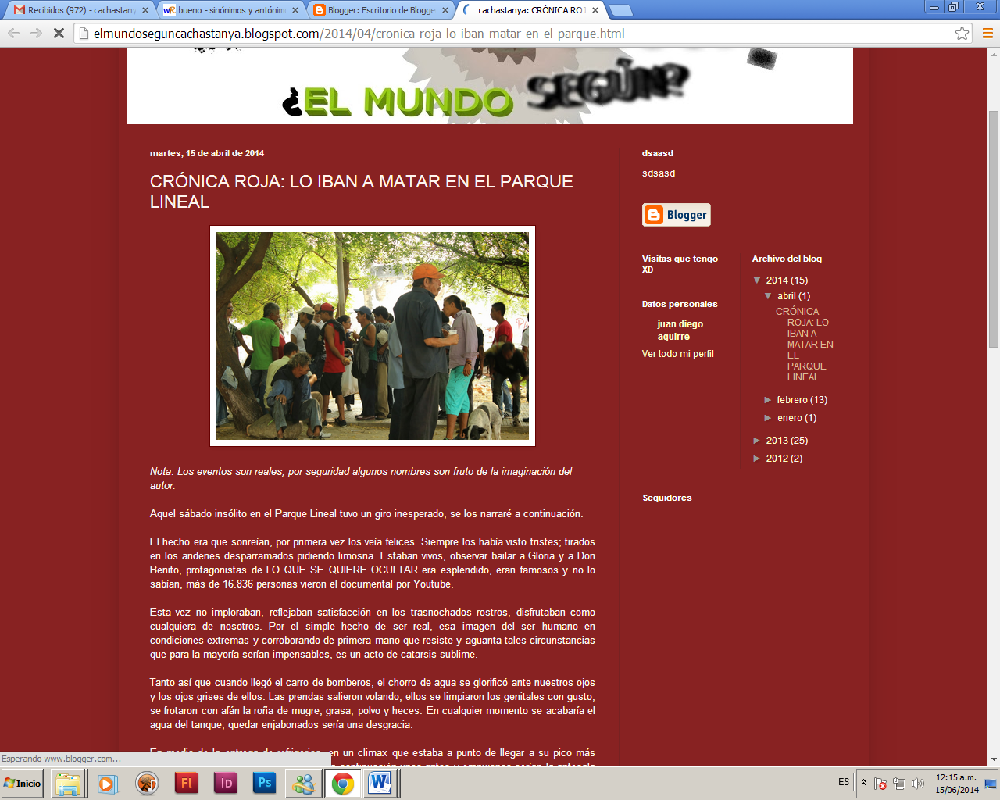 Recibidos (972) - cachastany
bueno - sinónimos y antónim
Blogger: Escritorio de Blogge
cachastanya: CRÓNICA ROJ
elmundoseguncachastanya.blogspot.com/2014/04/cronica-roja-lo-iban-matar-en-el-parque.html
¿EL MUNDO SEGÚN?
martes, 15 de abril de 2014
CRÓNICA ROJA: LO IBAN A MATAR EN EL PARQUE
LINEAL
Nota: Los eventos son reales, por seguridad algunos nombres son fruto de la imaginación del
autor.
Aquel sábado insólito en el Parque Lineal tuvo un giro inesperado, se los narraré a continuación.
El hecho era que sonreían, por primera vez los veía felices. Siempre los había visto tristes; tirados
en los andenes desparramados pidiendo limosna. Estaban vivos, observar bailar a Gloria y a Don
Benito, protagonistas de LO QUE SE QUIERE OCULTAR era esplendido, eran famosos y no lo
sabían, más de 16.836 personas vieron el documental por Youtube.
Esta vez no imploraban, reflejaban satisfacción en los trasnochados rostros, disfrutaban como
cualquiera de nosotros. Por el simple hecho de ser real, esa imagen del ser humano en
condiciones extremas y corroborando de primera mano que resiste y aguanta tales circunstancias
que para la mayoría serían impensables, es un acto de catarsis sublime.
Tanto así que cuando llegó el carro de bomberos, el chorro de agua se glorificó ante nuestros ojos
y los ojos grises de ellos. Las prendas salieron volando, ellos se limpiaron los genitales con gusto,
se frotaron con afán la roña de mugre, grasa, polvo y heces. En cualquier momento se acabaría el
agua del tanque, quedar enjabonados sería una desgracia.
en un climax que estaba a punto de llegar a su pico más
dsaasd
sdsasd
Blogger
Visitas que tengo
XD
Datos personales
juan diego
aguirre
Ver todo mi perfil
Archivo del blog
▼ 2014 (15)
▼ abril (1)
CRÓNICA
ROJA: LO
IBAN A
MATAR EN
EL
PARQUE
LINEAL
► febrero (13)
► enero (1)
► 2013 (25)
► 2012 (2)
Seguidores
Esperando www.blogger.com...
Inicio
Fl
Id
Ps
W
ES
12:15 a.m.
15/06/2014